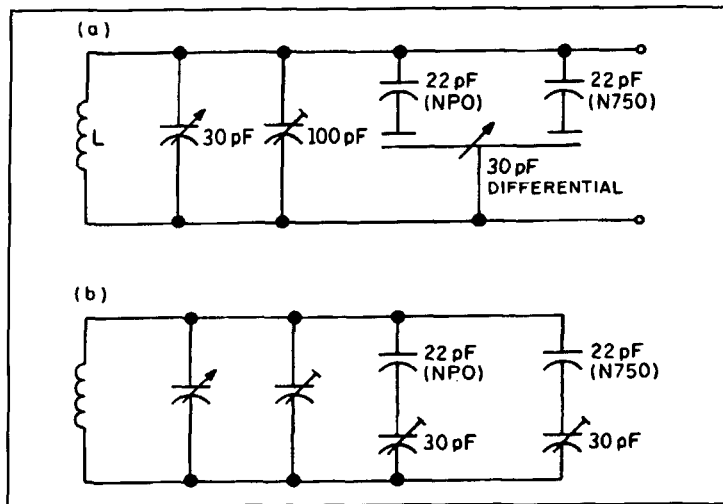 (a)
22 pF
(NPO)
22 pF
(N750)
L
30 pF
100 pF
30 pF
DIFFERENTIAL
(b)
22 pF
(NPO)
22 pF
(N750)
30 pF
30 pF